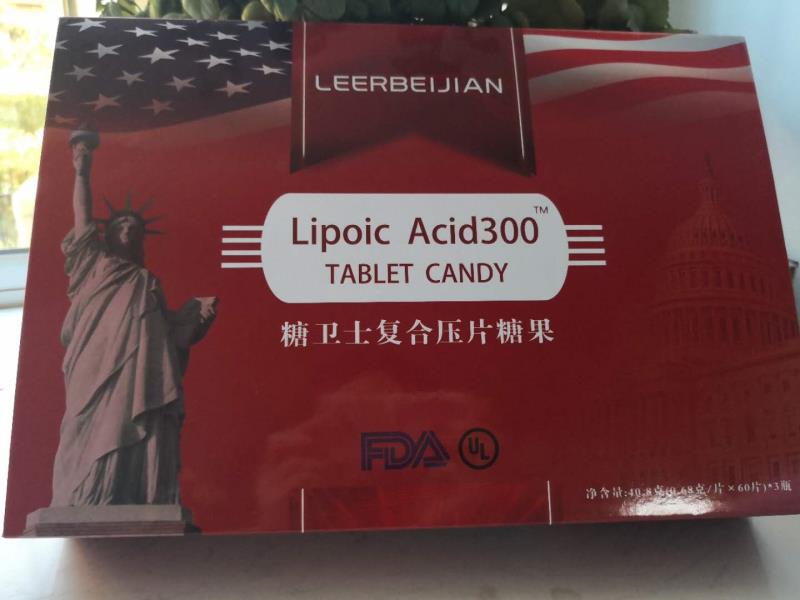 LEERBEIJIAN
Lipoic Acid300™
TABLET CANDY
糖卫士复合压片糖果
FDA UL
净含量:40.8克(0.68克/片×60片)*3瓶